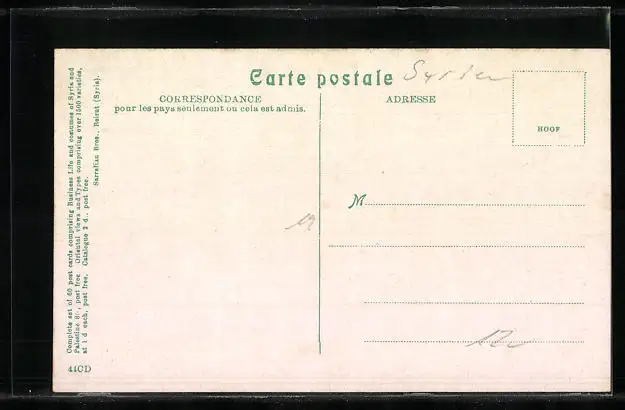 Carte postale Syrien
CORRESPONDANCE
pour les pays seulement ou cela est admis.
ADRESSE
HOOF
M
Complete set of 60 post cards comprising Business Life and costumes of Syria and
Palestine post free Oriental views and Types comprising over 1500 varieties,
at 1 d each, post free. Catalogue 2 d., post free.
Sarrafian Bros., Beirut (Syria).
44CD